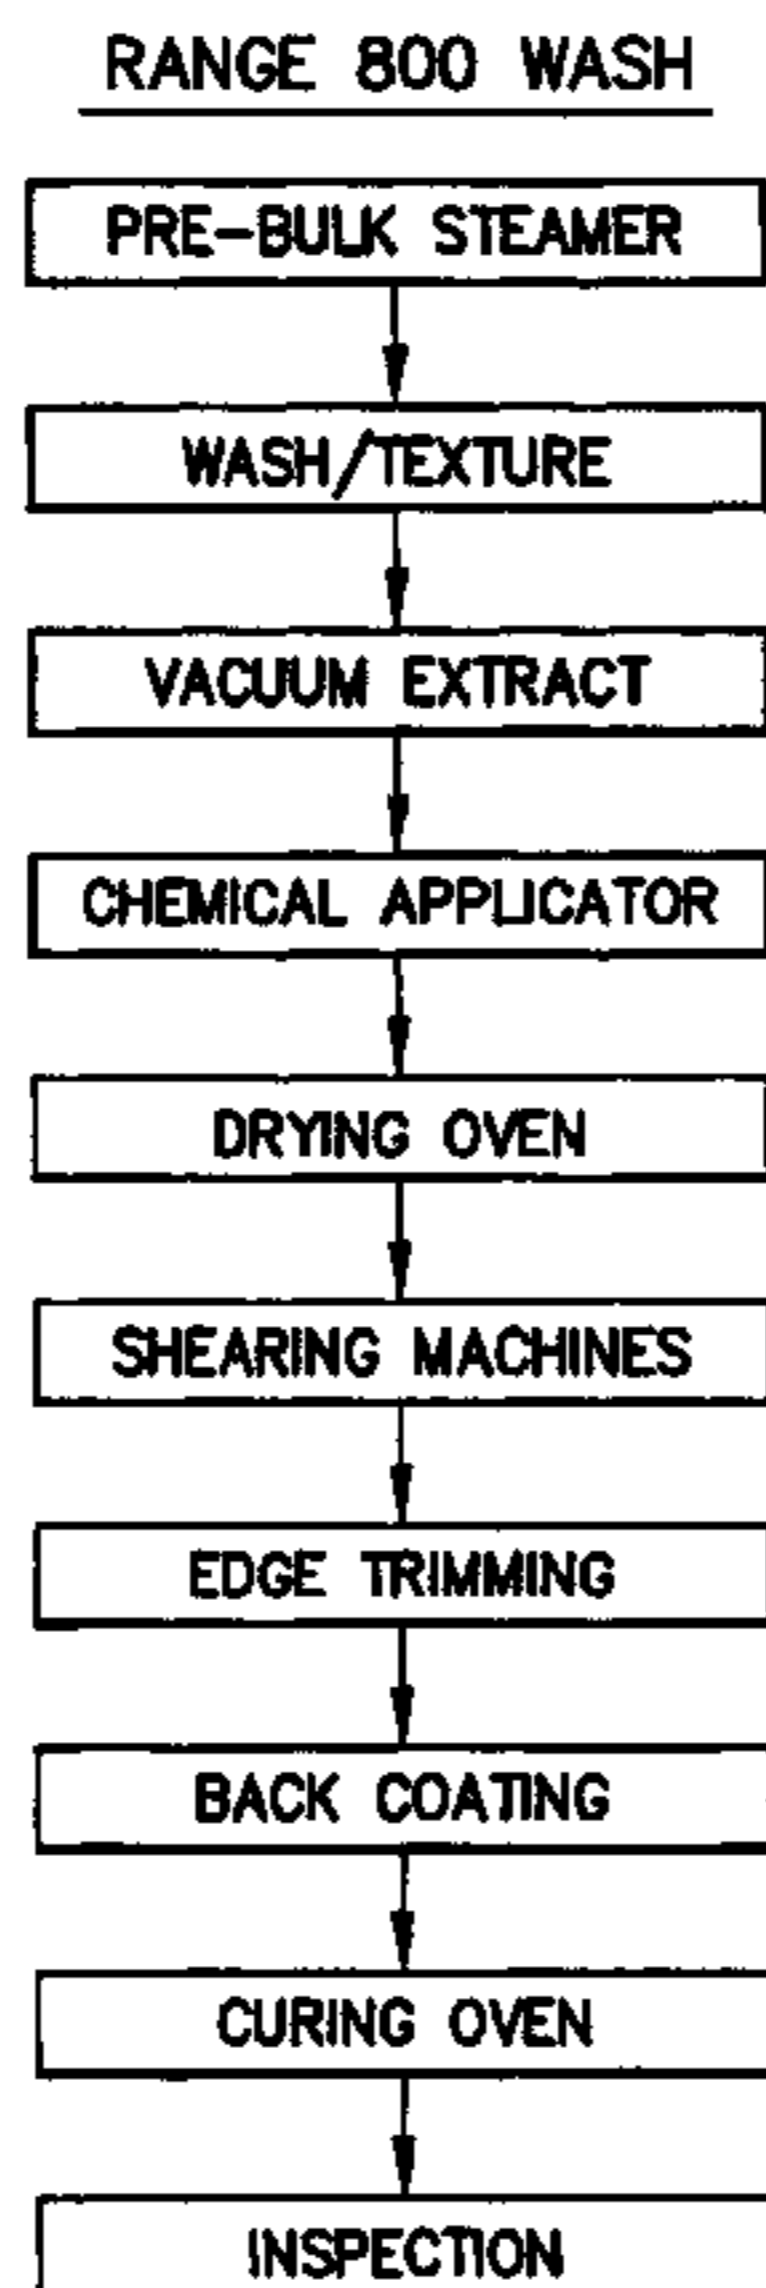 RANGE 800 WASH
PRE-BULK STEAMER
WASH/TEXTURE
VACUUM EXTRACT
CHEMICAL APPLICATOR
DRYING OVEN
SHEARING MACHINES
EDGE TRIMMING
BACK COATING
CURING OVEN
INSPECTION